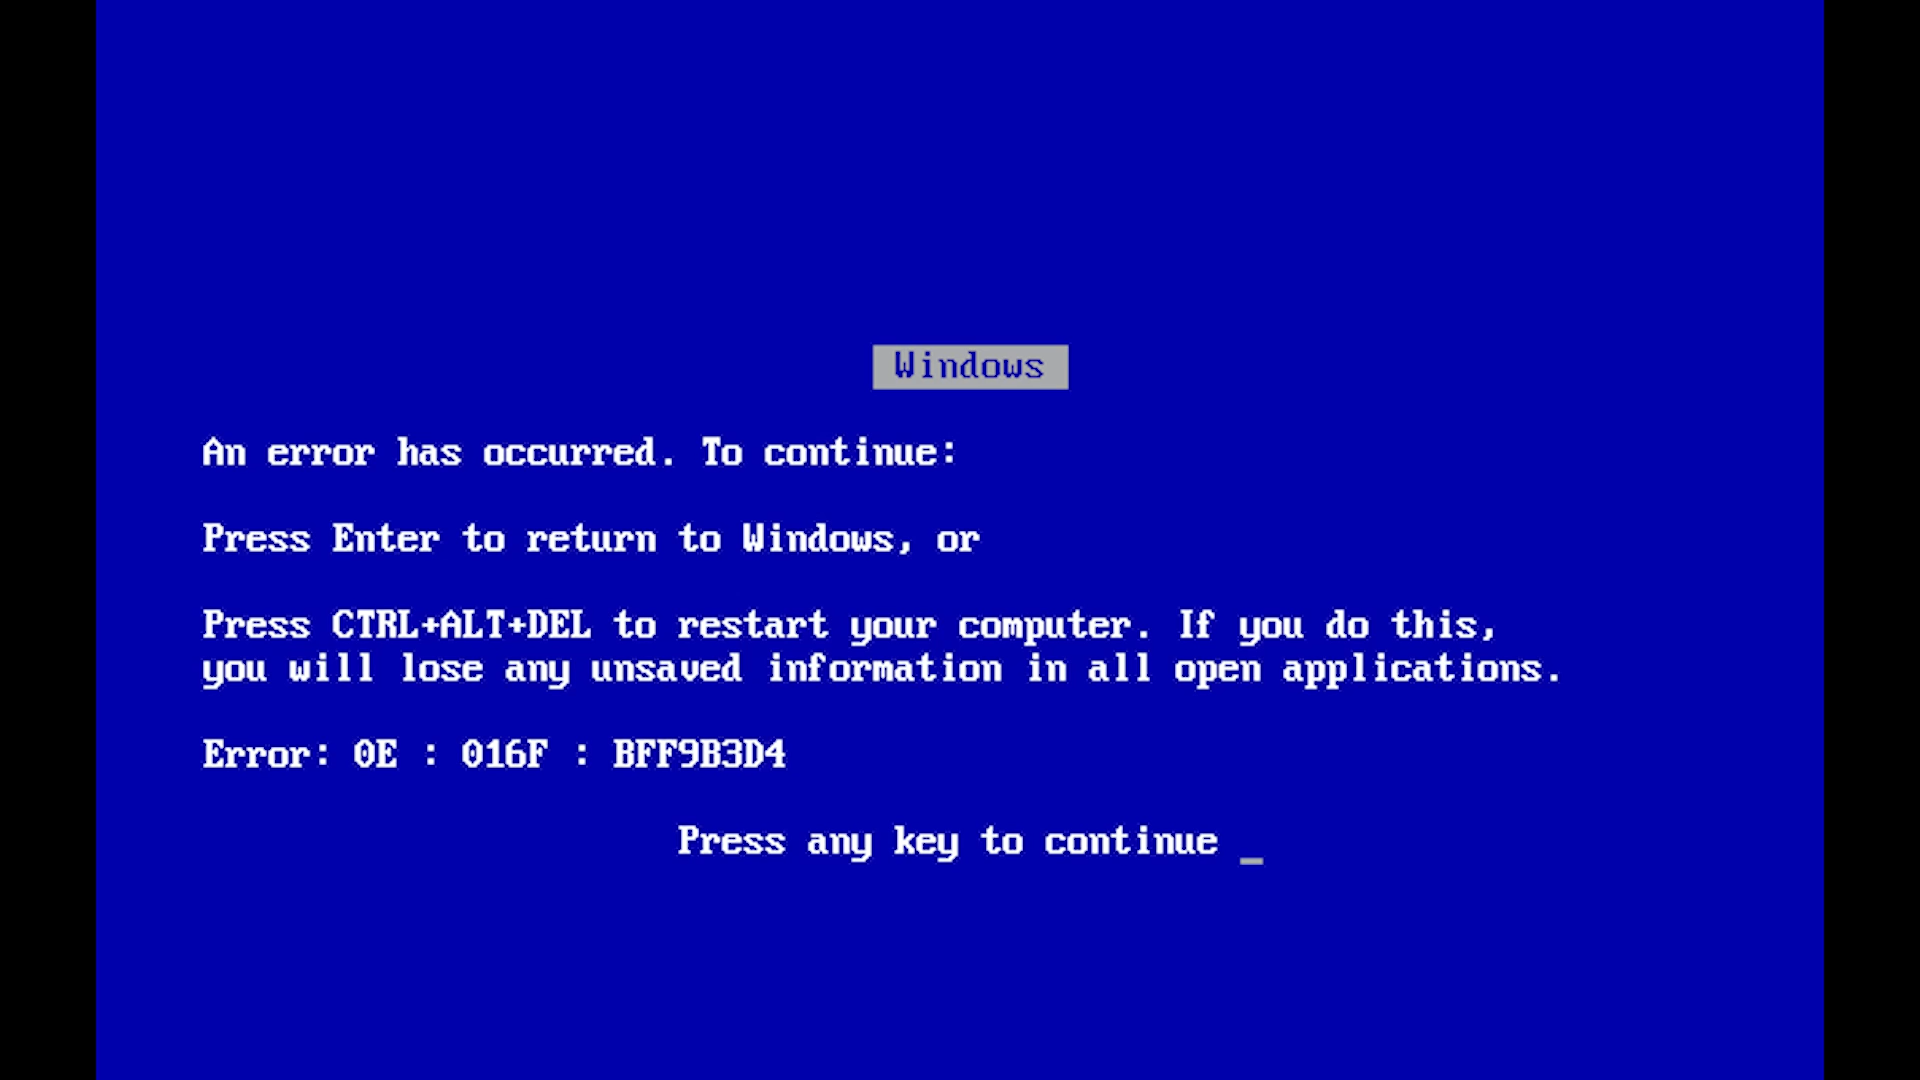 Windows
An error has occurred. To continue:
Press Enter to return to Windows, or
Press CTRL+ALT+DEL to restart your computer. If you do this,
you will lose any unsaved information in all open applications.
Error: 0E : 016F : BFF9B3D4
Press any key to continue _